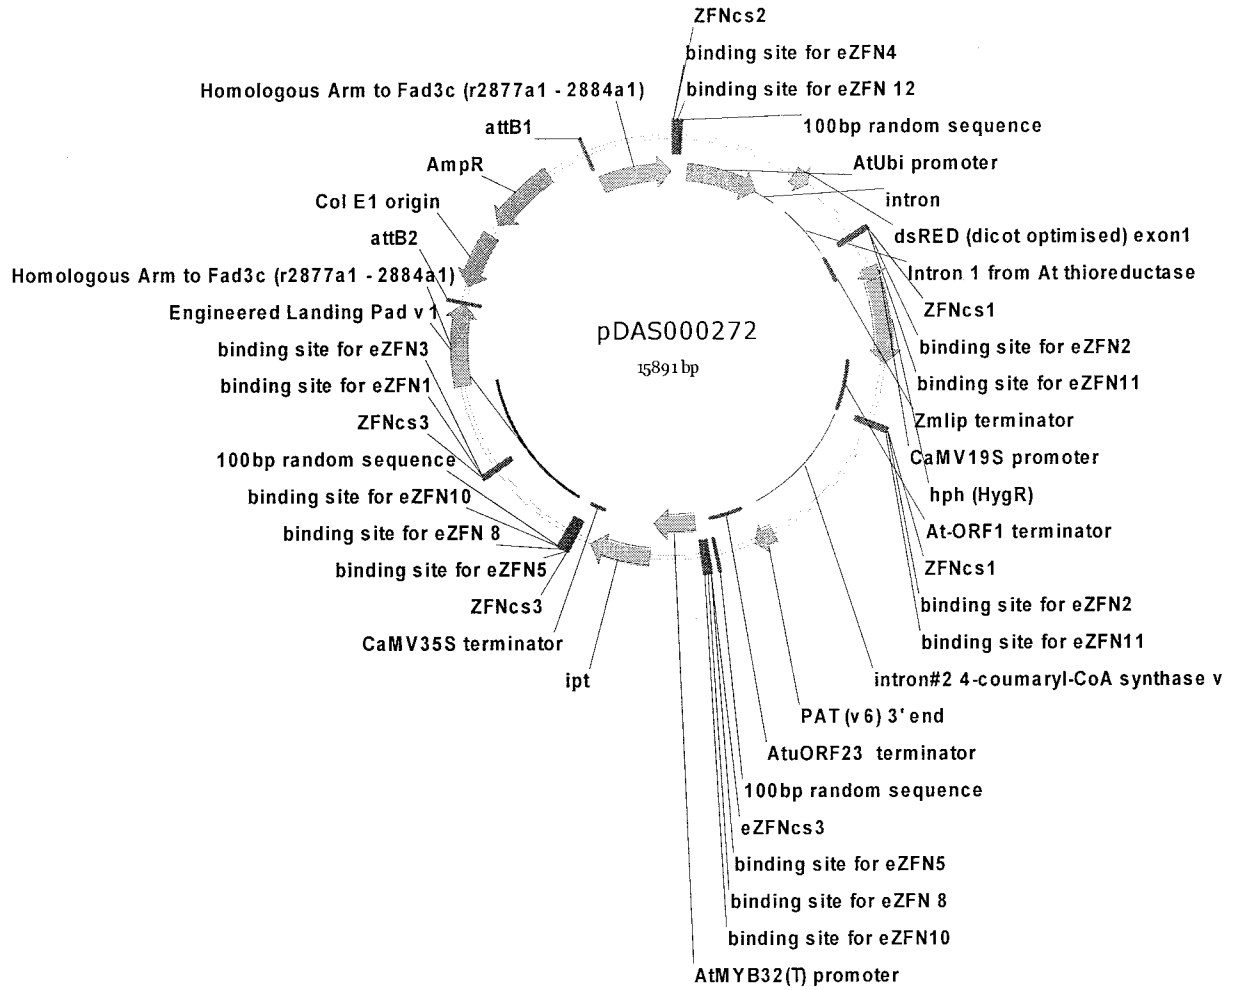 ZFNcs2
binding site for eZFN4
binding site for eZFN 12
100bp random sequence
AtUbi promoter
intron
dsRED (dicot optimised) exon1
Intron 1 from At thioreductase
ZFNcs1
binding site for eZFN2
binding site for eZFN11
Zmlip terminator
CaMV19S promoter
hph (HygR)
At-ORF1 terminator
ZFNcs1
binding site for eZFN2
binding site for eZFN11
intron#2 4-coumaryl-CoA synthase v
PAT (v6) 3' end
AtuORF23 terminator
100bp random sequence
eZFNcs3
binding site for eZFN5
binding site for eZFN 8
binding site for eZFN10
AtMYB32(T) promoter
Homologous Arm to Fad3c (r2877a1 - 2884a1)
attB1
AmpR
Col E1 origin
attB2
Homologous Arm to Fad3c (r2877a1 - 2884a1)
Engineered Landing Pad v1
binding site for eZFN3
binding site for eZFN1
ZFNcs3
100bp random sequence
binding site for eZFN10
binding site for eZFN 8
binding site for eZFN5
ZFNcs3
CaMV35S terminator
ipt
pDAS000272
15891 bp